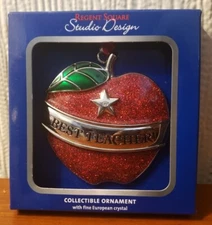 REGENT SQUARE
Studio Design
BEST TEACHER
COLLECTIBLE ORNAMENT
with fine European crystal